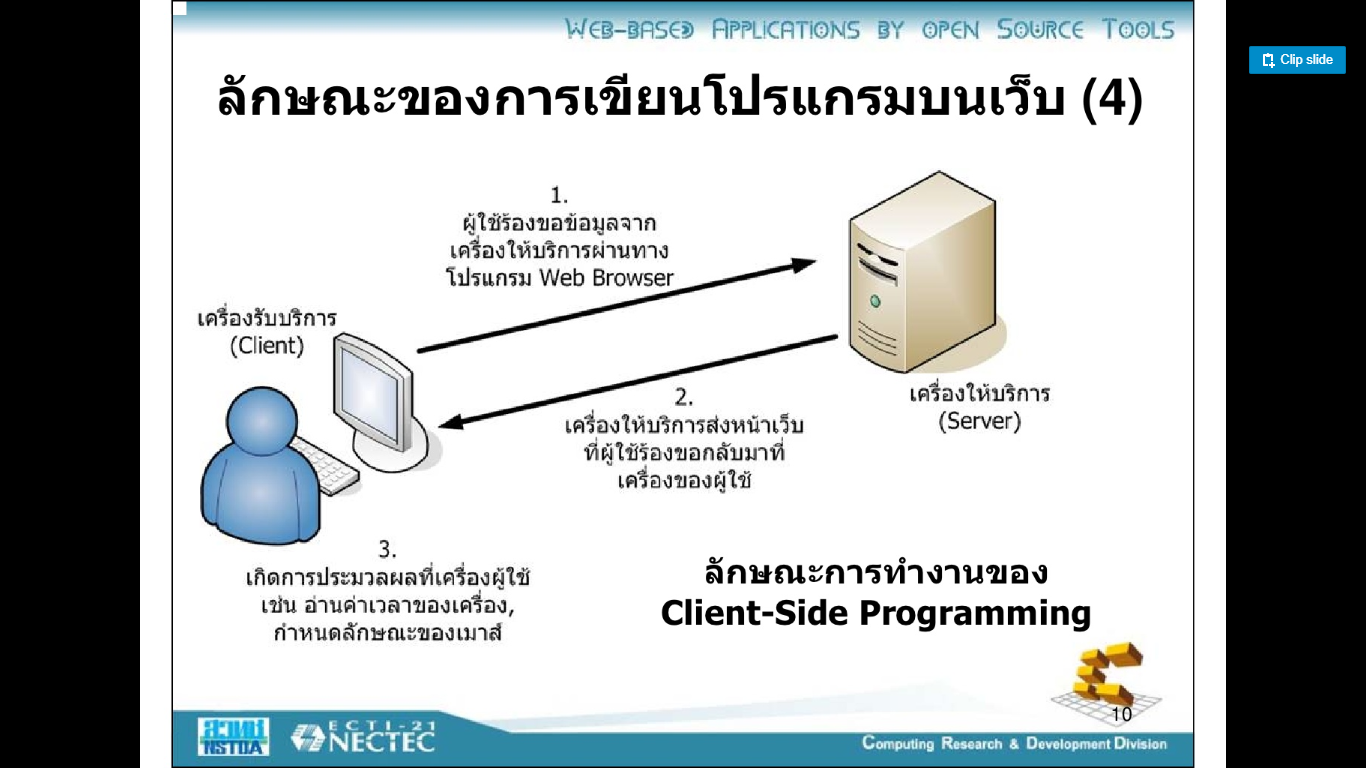 WEB-BASED APPLICATIONS BY OPEN SOURCE TOOLS
Clip slide
ลักษณะของการเขียนโปรแกรมบนเว็บ (4)
1.
ผู้ใช้ร้องขอข้อมูลจาก
เครื่องให้บริการผ่านทาง
โปรแกรม Web Browser
เครื่องรับบริการ
(Client)
เครื่องให้บริการ
(Server)
2.
เครื่องให้บริการส่งหน้าเว็บ
ที่ผู้ใช้ร้องขอกลับมาที่
เครื่องของผู้ใช้
3.
เกิดการประมวลผลที่เครื่องผู้ใช้
เช่น อ่านค่าเวลาของเครื่อง,
กำหนดลักษณะของเมาส์
ลักษณะการทำงานของ
Client-Side Programming
10
สวทช
NSTDA
ECTI-21
NECTEC
Computing Research & Development Division